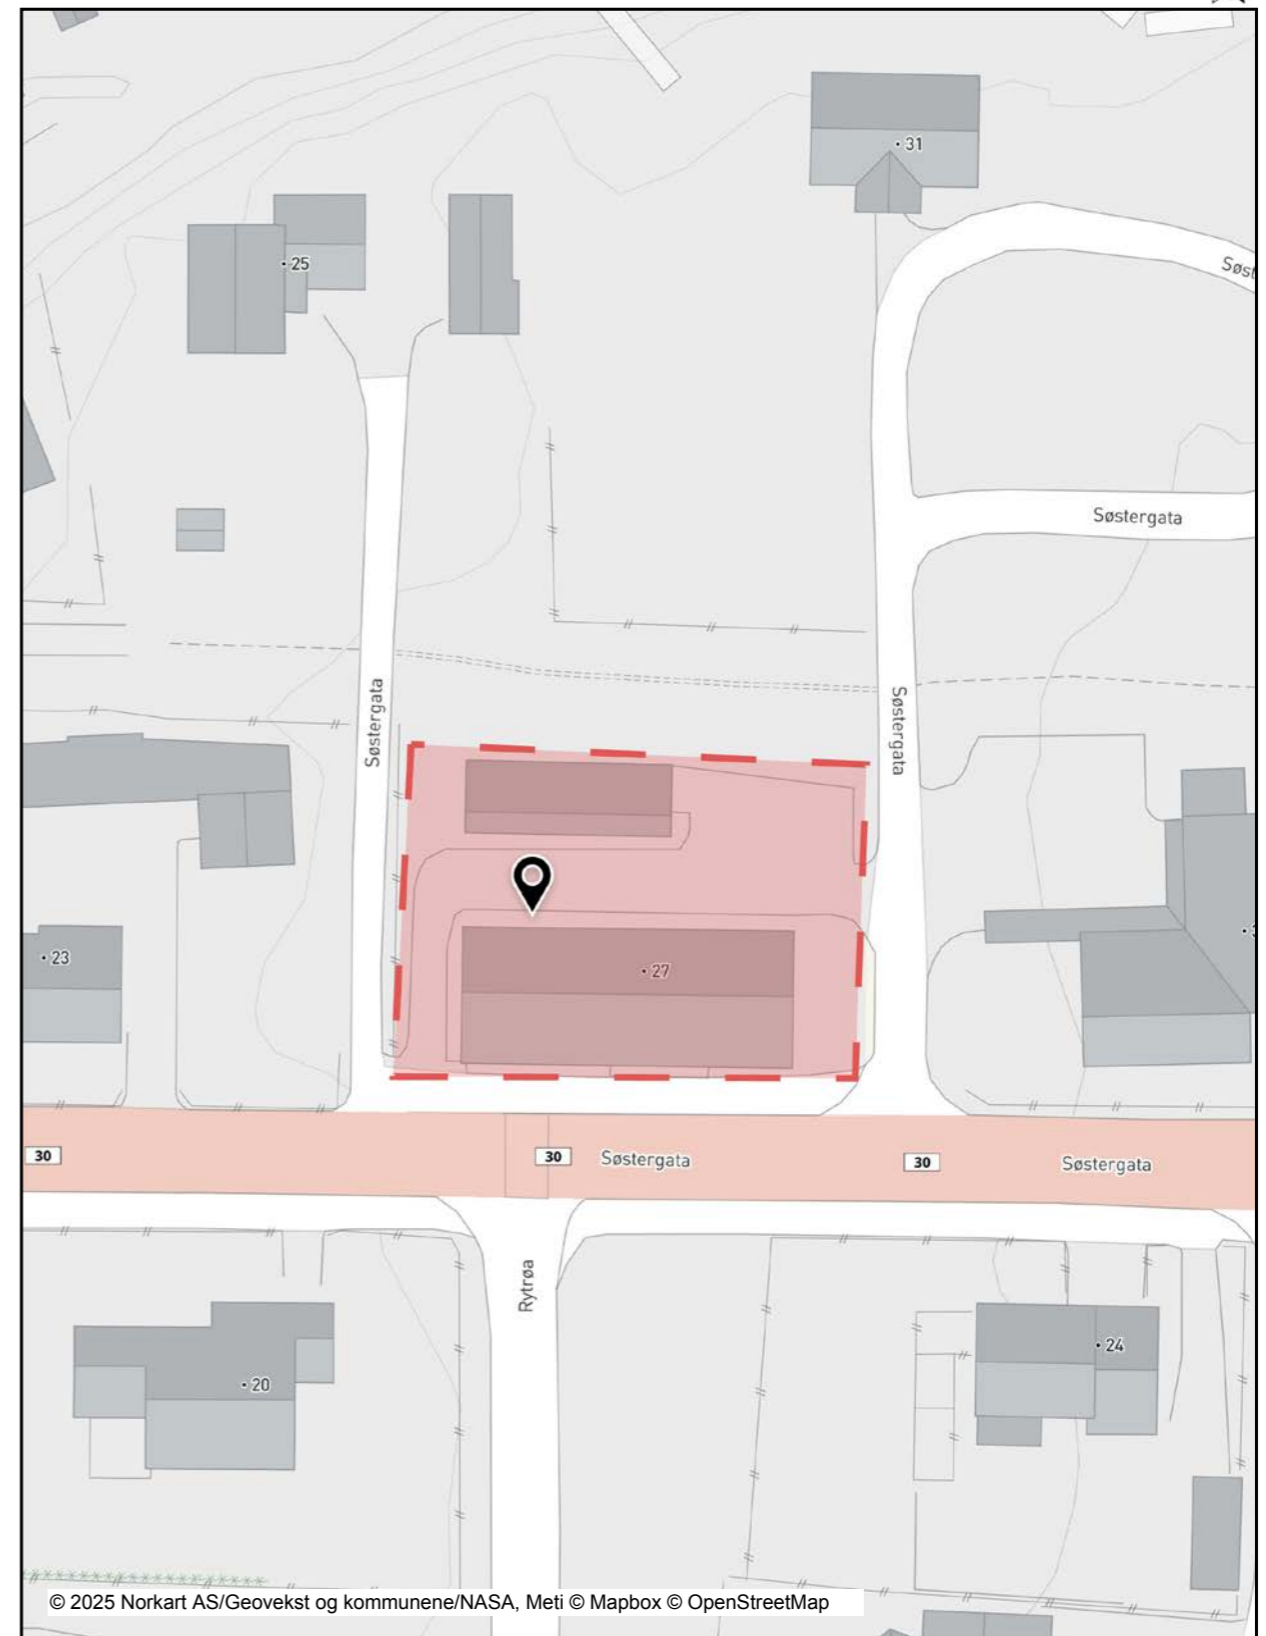 31
25
Søst
Søstergata
Søstergata
Søstergata
27
23
30
30
Søstergata
30
Søstergata
Rytrøa
24
20
© 2025 Norkart AS/Geovekst og kommunene/NASA, Meti © Mapbox © OpenStreetMap